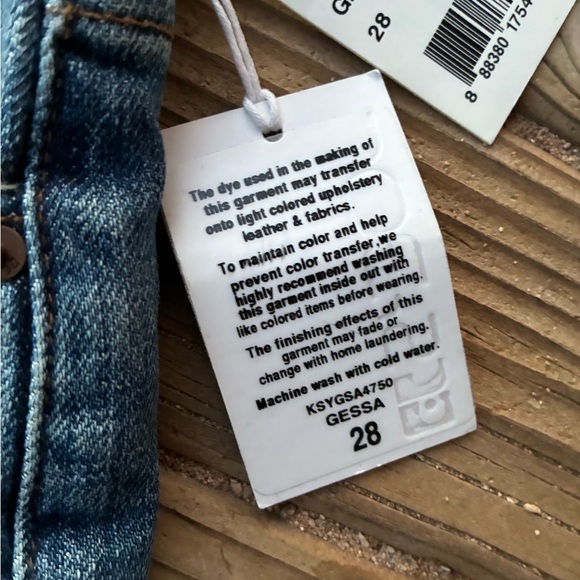 28
8 88380 1754
The dye used in the making of
this garment may transfer
onto light colored upholstery
leather & fabrics.
To maintain color and help
prevent color transfer, we
highly recommend washing
this garment inside out with
like colored items before wearing.
The finishing effects of this
garment may fade or
change with home laundering.
Machine wash with cold water.
KSYGSA4750
GESSA
28